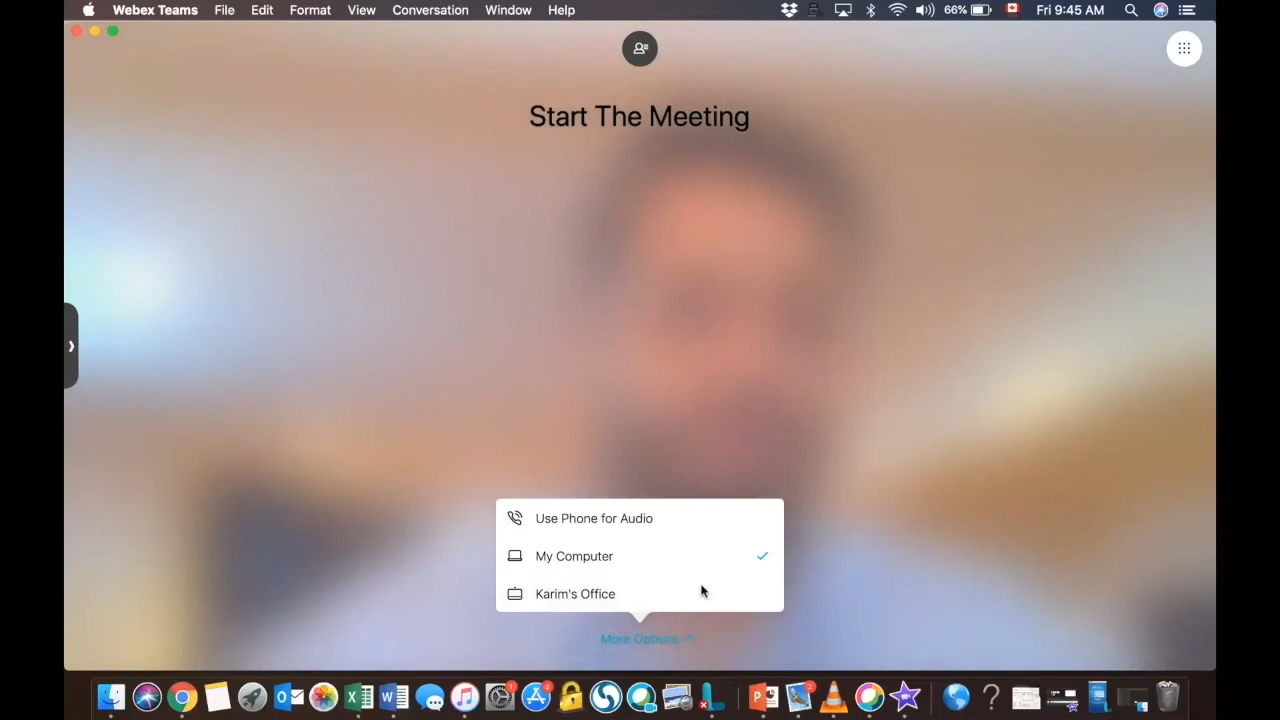 Webex Teams File Edit Format View Conversation Window Help 66% Fri 9:45 AM
Start The Meeting
Use Phone for Audio
My Computer
Karim's Office
More Options